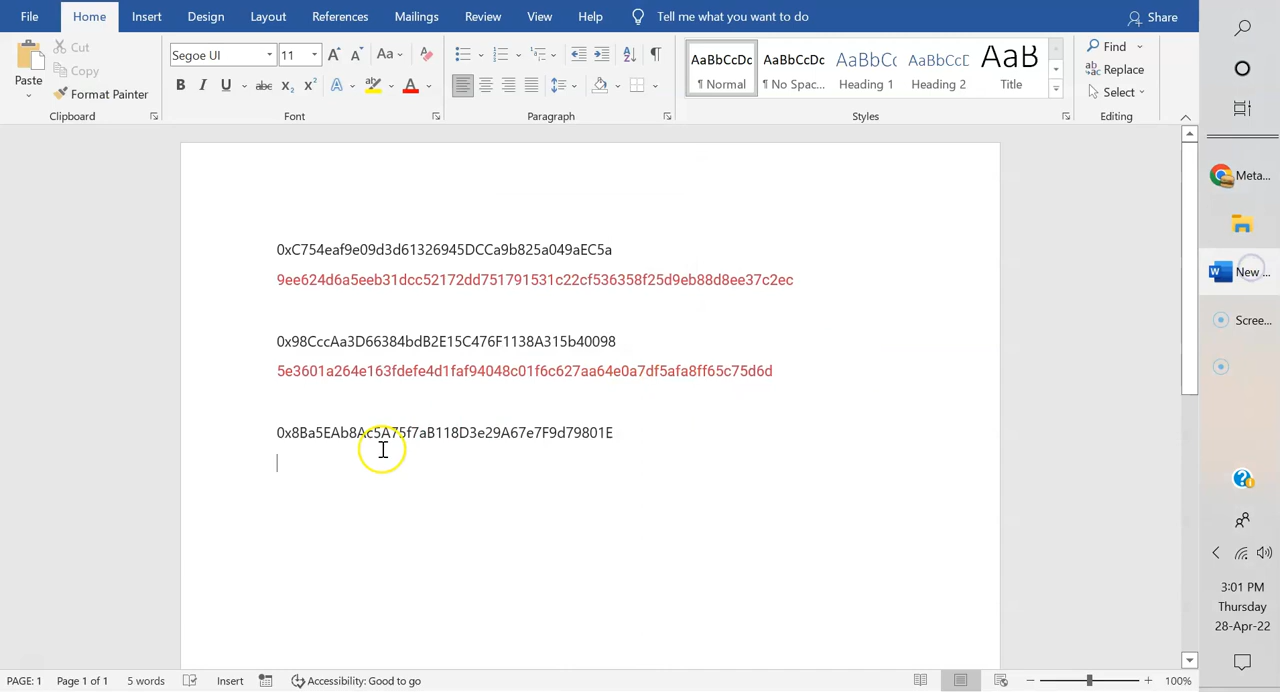 File Home Insert Design Layout References Mailings Review View Help Tell me what you want to do Share
Paste
Cut
Copy
Format Painter
Clipboard
Segoe UI 11
Font
Paragraph
AaBbCcDc AaBbCcDc AaBbCc AaBbCcD AaB
¶ Normal ¶ No Spac... Heading 1 Heading 2 Title
Styles
Find
Replace
Select
Editing
0xC754eaf9e09d3d61326945DCCa9b825a049aEC5a
9ee624d6a5eeb31dcc52172dd751791531c22cf536358f25d9eb88d8ee37c2ec
0x98CccAa3D66384bdB2E15C476F1138A315b40098
5e3601a264e163fdefe4d1faf94048c01f6c627aa64e0a7df5afa8ff65c75d6d
0x8Ba5EAb8Ac5A75f7aB118D3e29A67e7F9d79801E
Meta...
New ...
Scree...
3:01 PM
Thursday
28-Apr-22
PAGE: 1 Page 1 of 1 5 words Insert Accessibility: Good to go 100%